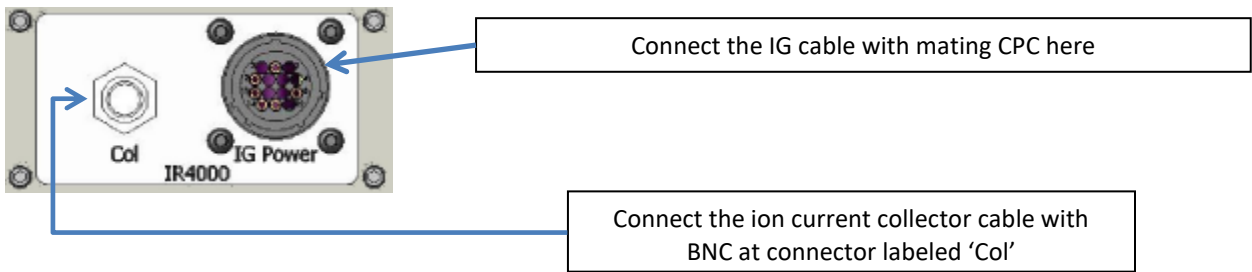 Connect the IG cable with mating CPC here
Col
IG Power
IR4000
Connect the ion current collector cable with
BNC at connector labeled ‘Col’